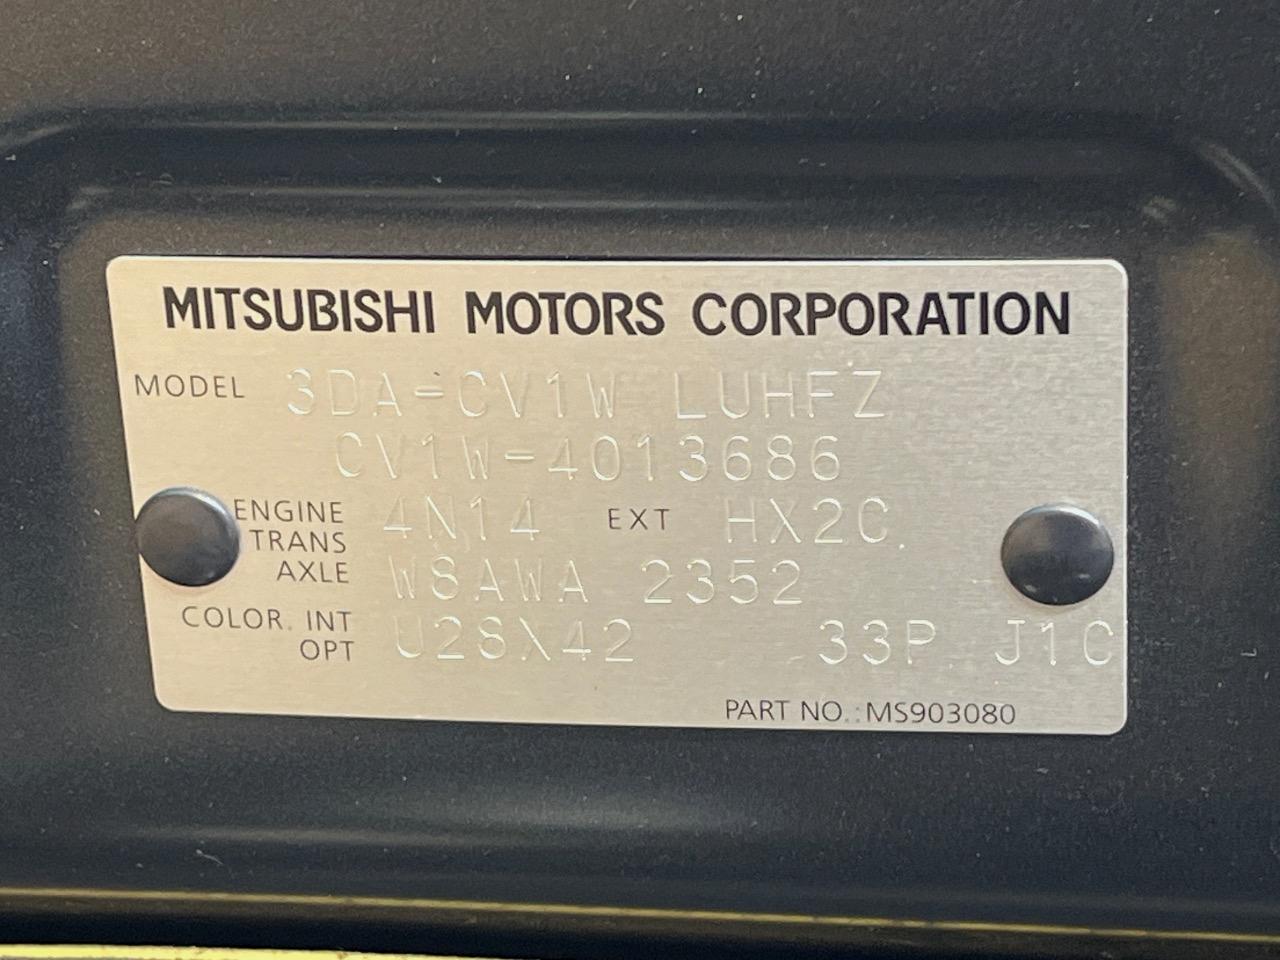 MITSUBISHI MOTORS CORPORATION
MODEL 3DA-CV1W LUHFZ
CV1W-4013686
ENGINE 4N14 EXT HX2C
TRANS
AXLE W8AWA 2352
COLOR. INT
OPT U28X42 33P J1C
PART NO.:MS903080